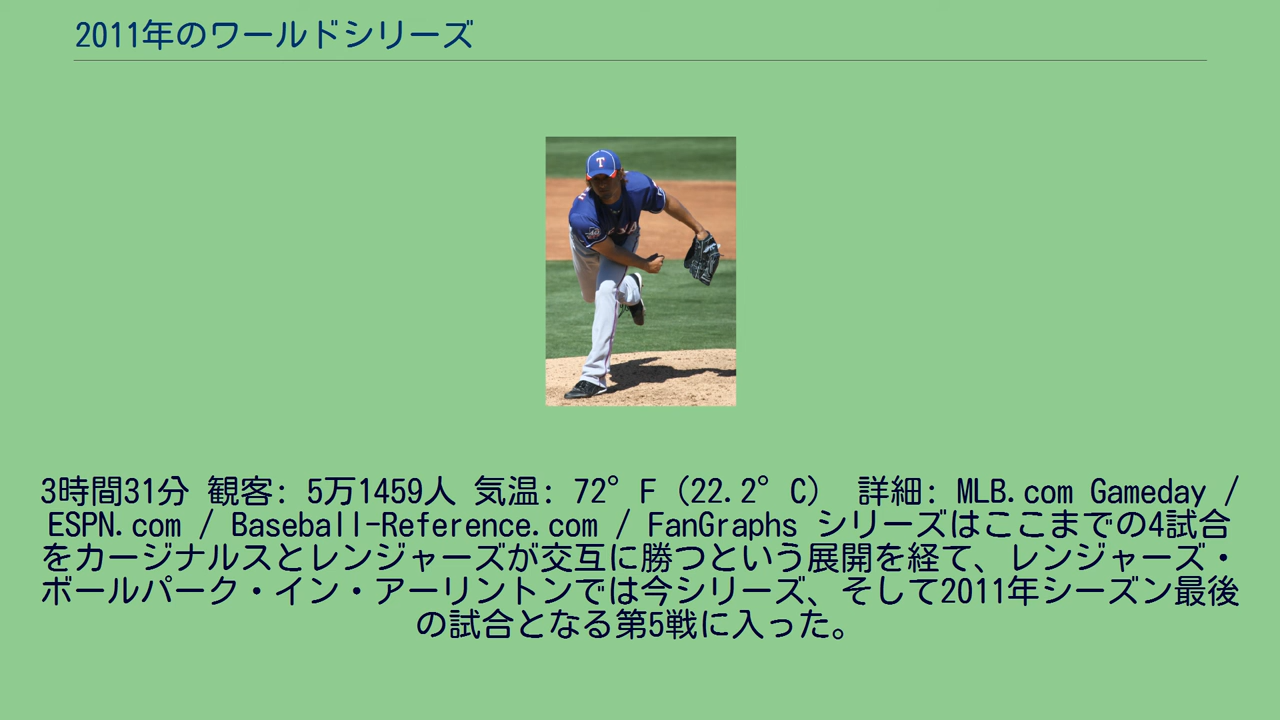 2011年のワールドシリーズ
T
3時間31分 観客: 5万1459人 気温: 72°F（22.2°C） 詳細: MLB.com Gameday /
ESPN.com / Baseball-Reference.com / FanGraphs シリーズはここまでの4試合
をカージナルスとレンジャーズが交互に勝つという展開を経て、レンジャーズ・
ボールパーク・イン・アーリントンでは今シリーズ、そして2011年シーズン最後
の試合となる第5戦に入った。